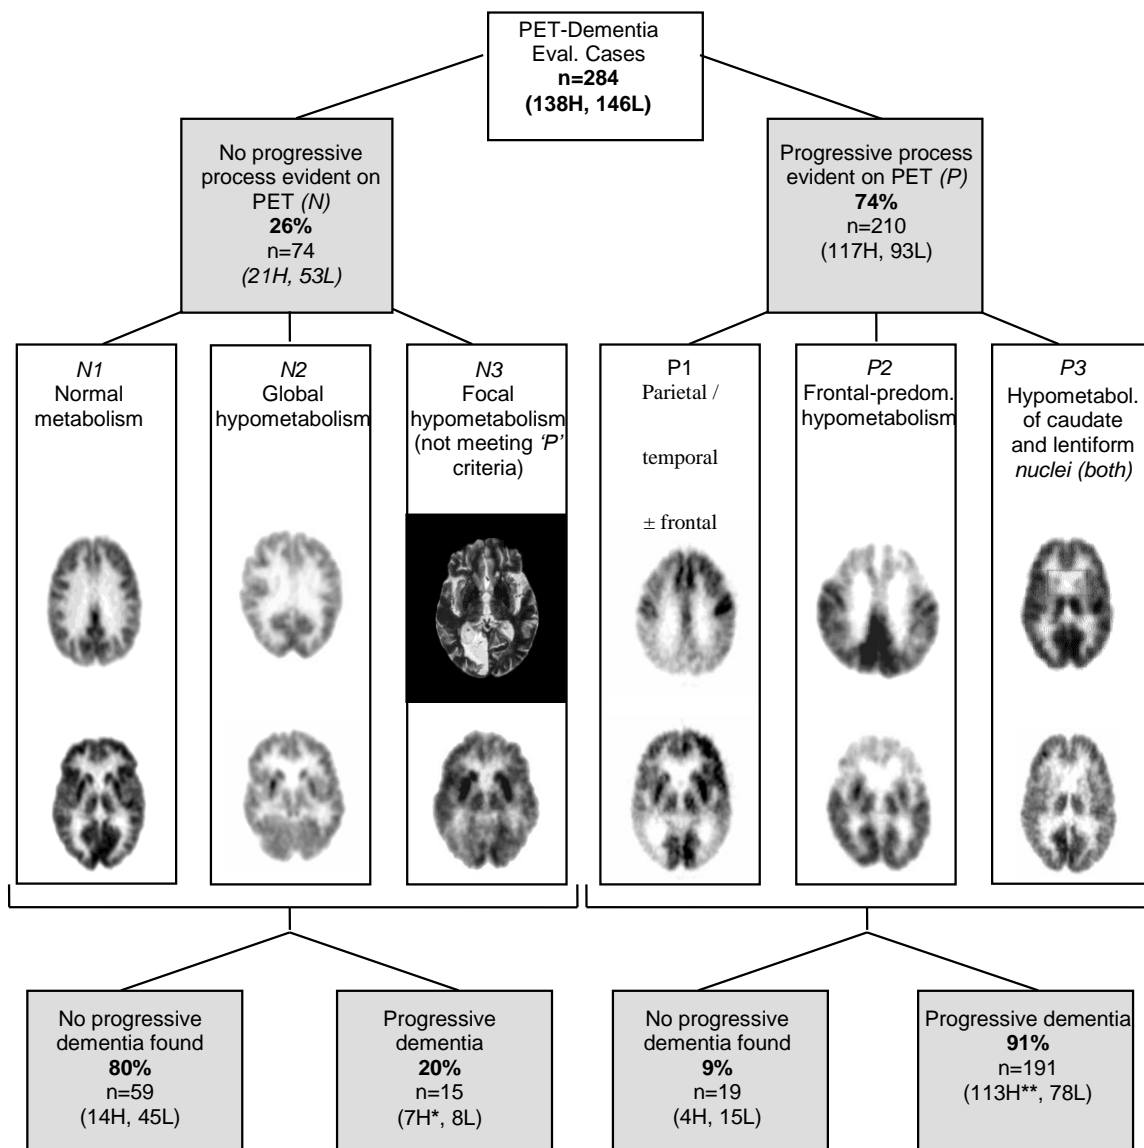 PET-Dementia
Eval. Cases
n=284
(138H, 146L)
No progressive
process evident on
PET (N)
26%
n=74
(21H, 53L)
Progressive process
evident on PET (P)
74%
n=210
(117H, 93L)
N1
Normal
metabolism
N2
Global
hypometabolism
N3
Focal
hypometabolism
(not meeting ‘P’
criteria)
P1
Parietal /
temporal
± frontal
P2
Frontal-predom.
hypometabolism
P3
Hypometabol.
of caudate
and lentiform
nuclei (both)
No progressive
dementia found
80%
n=59
(14H, 45L)
Progressive
dementia
20%
n=15
(7H*, 8L)
No progressive
dementia found
9%
n=19
(4H, 15L)
Progressive dementia
91%
n=191
(113H**, 78L)